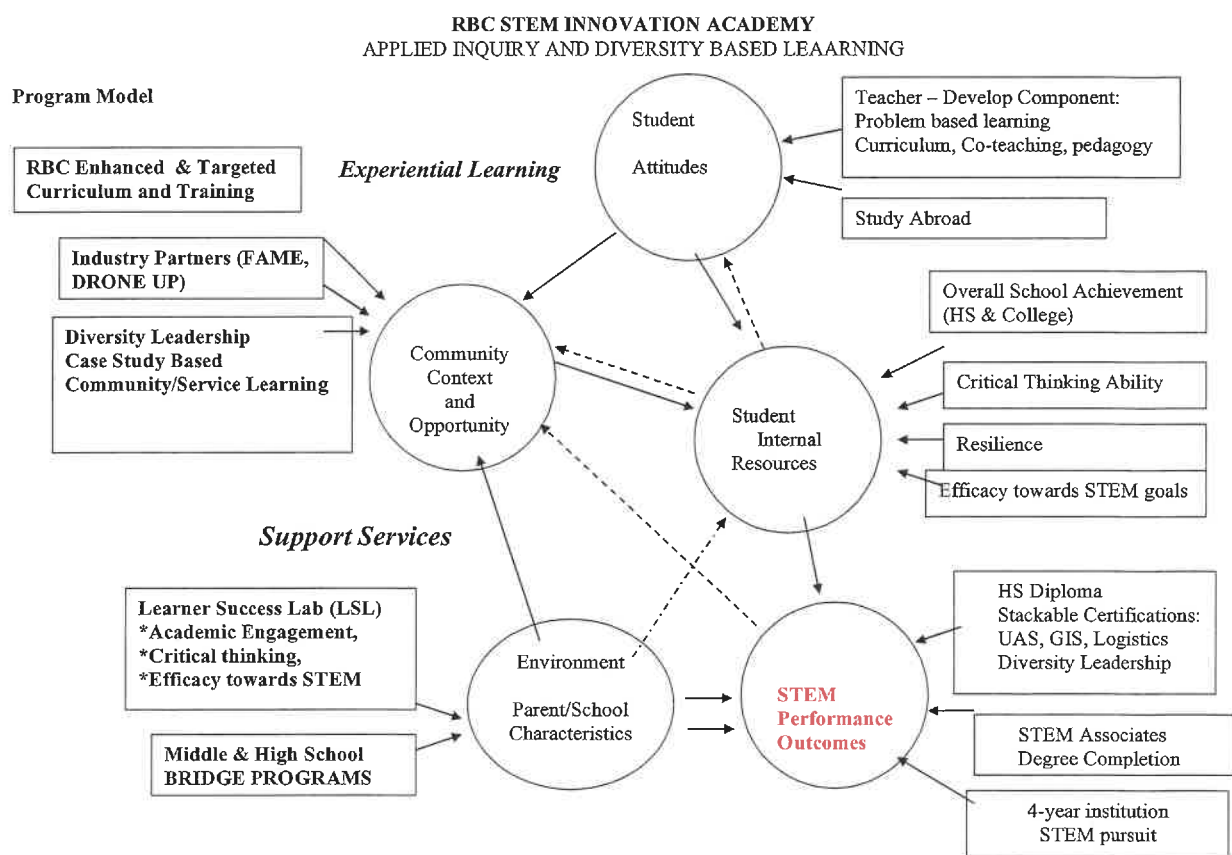 RBC STEM INNOVATION ACADEMY
APPLIED INQUIRY AND DIVERSITY BASED LEAARNING
Program Model
RBC Enhanced & Targeted
Curriculum and Training
Experiential Learning
Student
Attitudes
Teacher – Develop Component:
Problem based learning
Curriculum, Co-teaching, pedagogy
Study Abroad
Industry Partners (FAME,
DRONE UP)
Diversity Leadership
Case Study Based
Community/Service Learning
Community
Context
and
Opportunity
Student
Internal
Resources
Overall School Achievement
(HS & College)
Critical Thinking Ability
Resilience
Efficacy towards STEM goals
Support Services
Learner Success Lab (LSL)
*Academic Engagement,
*Critical thinking,
*Efficacy towards STEM
Middle & High School
BRIDGE PROGRAMS
Environment
Parent/School
Characteristics
STEM
Performance
Outcomes
HS Diploma
Stackable Certifications:
UAS, GIS, Logistics
Diversity Leadership
STEM Associates
Degree Completion
4-year institution
STEM pursuit